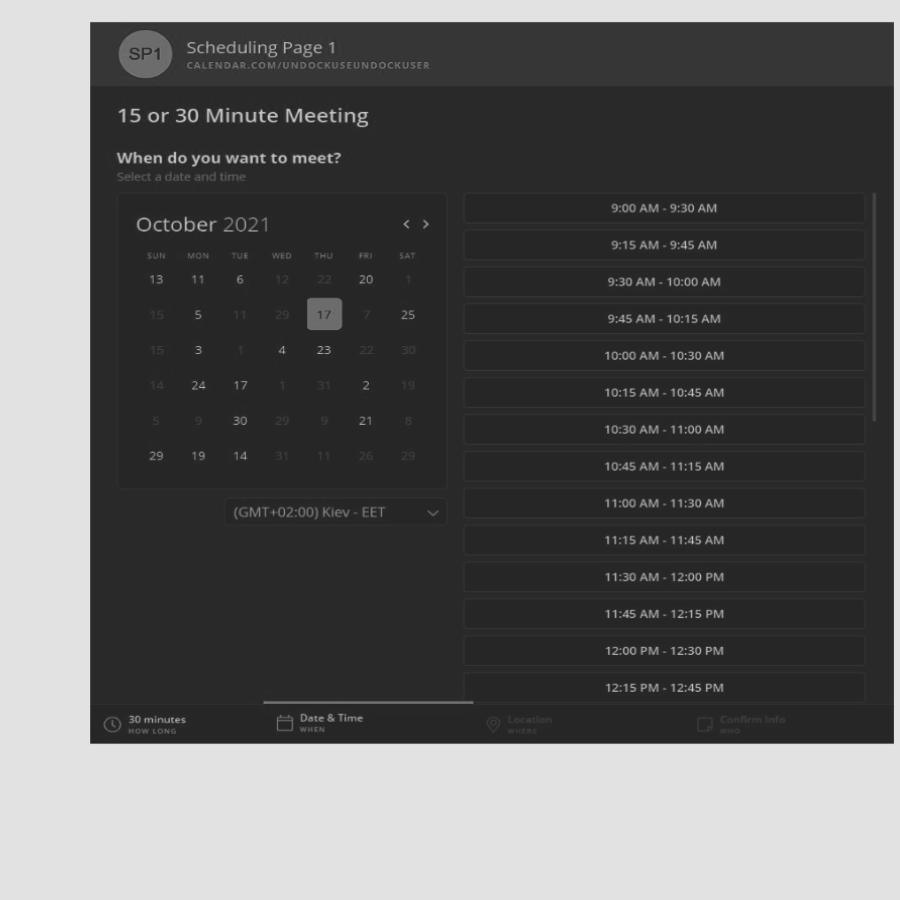 SP1
Scheduling Page 1
CALENDAR.COM/UNDOCKUSEUNDOCKUSER
15 or 30 Minute Meeting
When do you want to meet?
Select a date and time
October 2021
SUN MON TUE WED THU FRI SAT
13 11 6 12 22 20 1
15 5 11 29 17 7 25
15 3 1 4 23 22 30
14 24 17 1 31 2 19
5 9 30 29 9 21 8
29 19 14 31 11 26 29
(GMT+02:00) Kiev - EET
9:00 AM - 9:30 AM
9:15 AM - 9:45 AM
9:30 AM - 10:00 AM
9:45 AM - 10:15 AM
10:00 AM - 10:30 AM
10:15 AM - 10:45 AM
10:30 AM - 11:00 AM
10:45 AM - 11:15 AM
11:00 AM - 11:30 AM
11:15 AM - 11:45 AM
11:30 AM - 12:00 PM
11:45 AM - 12:15 PM
12:00 PM - 12:30 PM
12:15 PM - 12:45 PM
30 minutes
HOW LONG
Date & Time
WHEN
Location
WHERE
Confirm Info
WHO